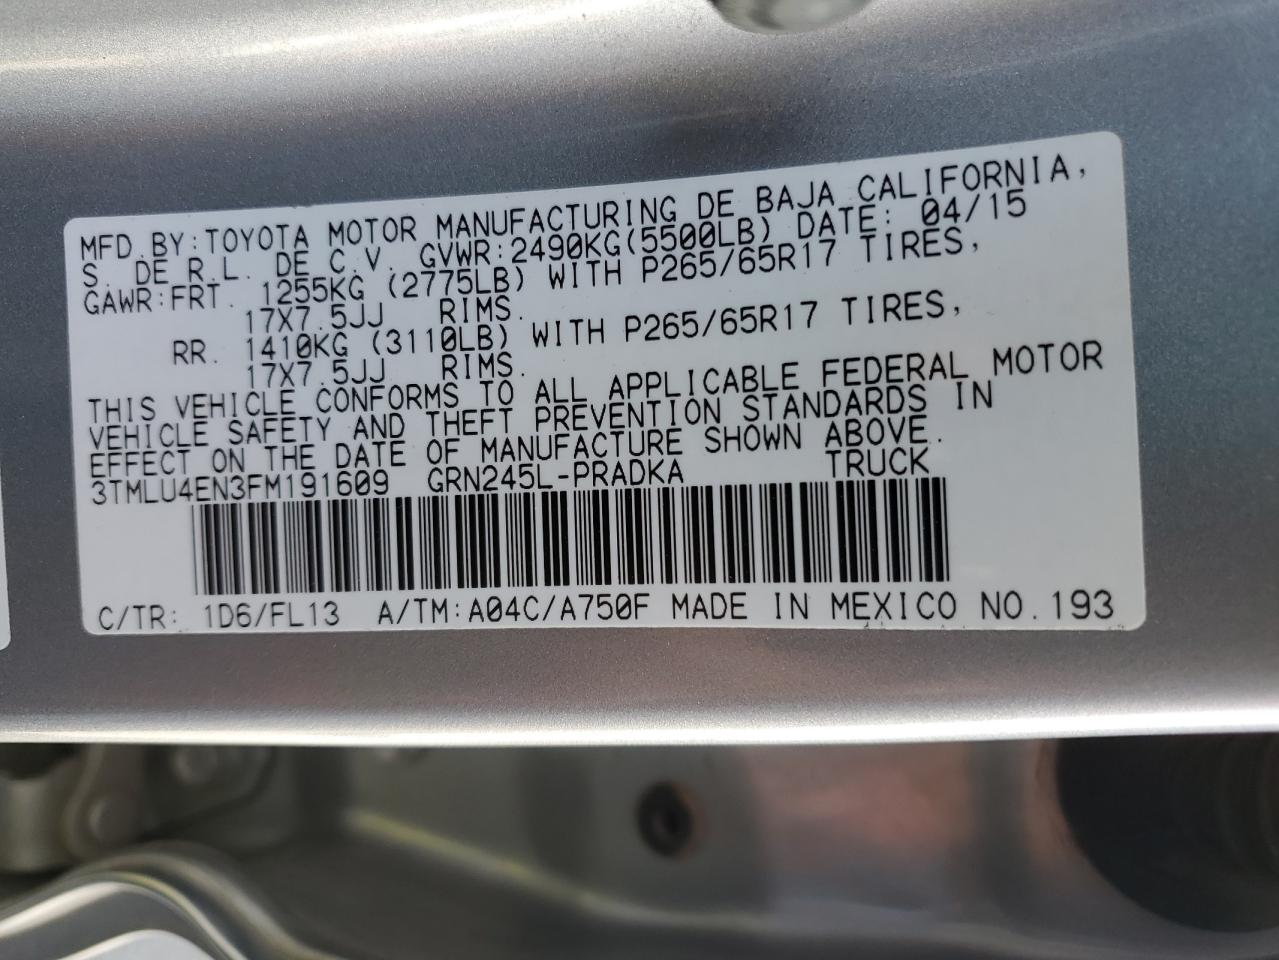 MFD.BY:TOYOTA MOTOR MANUFACTURING DE BAJA CALIFORNIA,
S. DE R.L. DE C.V. GVWR:2490KG(5500LB) DATE: 04/15
GAWR:FRT. 1255KG (2775LB) WITH P265/65R17 TIRES,
17X7.5JJ RIMS.
RR. 1410KG (3110LB) WITH P265/65R17 TIRES,
17X7.5JJ RIMS.
THIS VEHICLE CONFORMS TO ALL APPLICABLE FEDERAL MOTOR
VEHICLE SAFETY AND THEFT PREVENTION STANDARDS IN
EFFECT ON THE DATE OF MANUFACTURE SHOWN ABOVE.
3TMLU4EN3FM191609 GRN245L-PRADKA TRUCK
C/TR: 1D6/FL13 A/TM:A04C/A750F MADE IN MEXICO NO.193